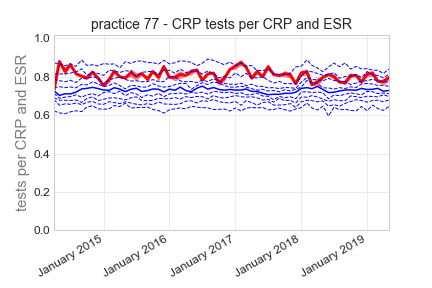 practice 77 - CRP tests per CRP and ESR
tests per CRP and ESR
1.0
0.8
0.6
0.4
0.2
0.0
January 2015
January 2016
January 2017
January 2018
January 2019